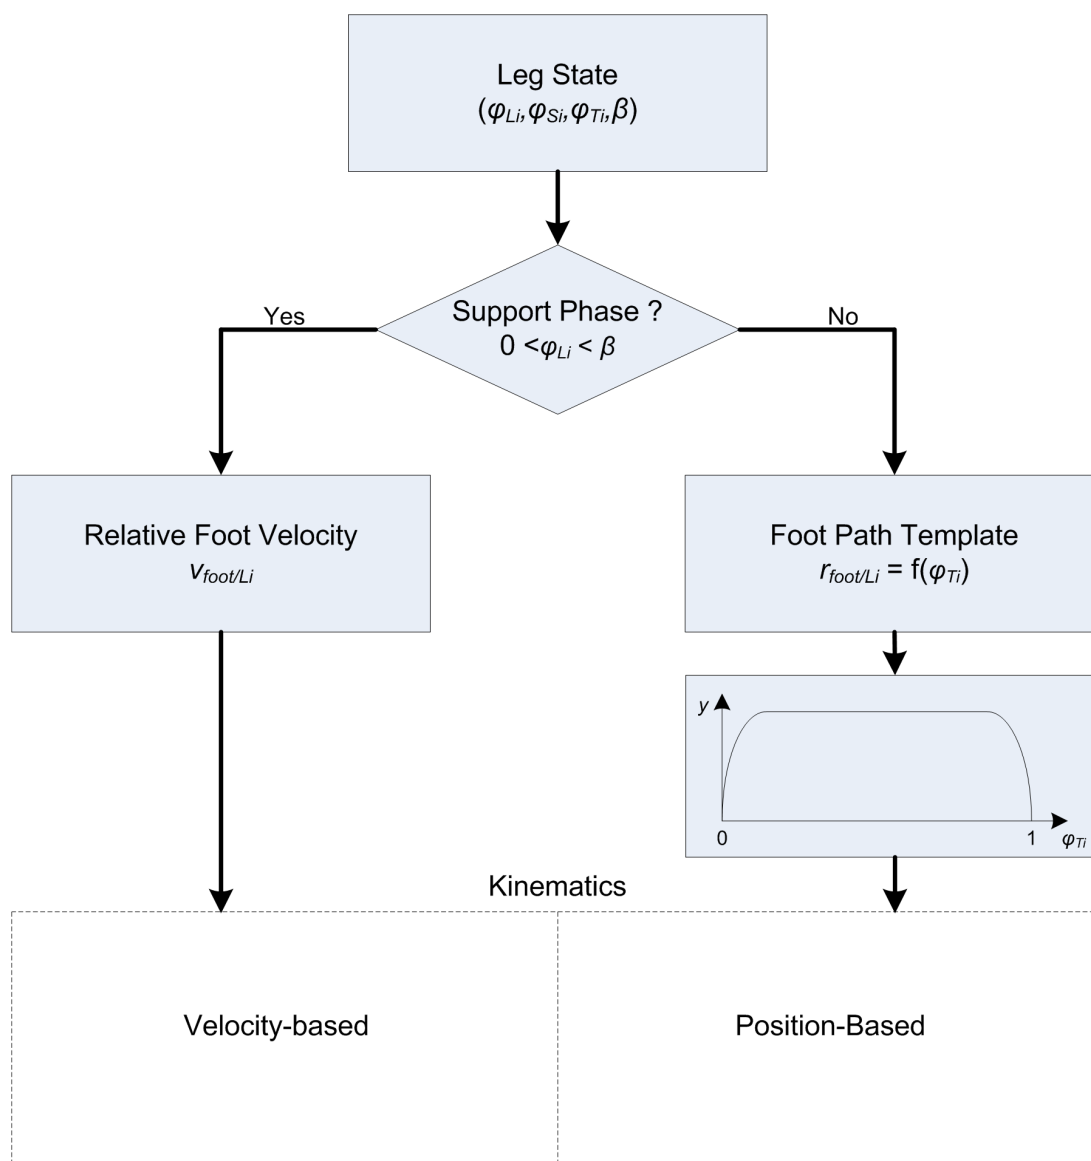 Leg State
(φLi,φSi,φTi,β)
Support Phase ?
0 <φLi < β
Yes
No
Relative Foot Velocity
vfoot/Li
Foot Path Template
rfoot/Li = f(φTi)
y
0
1
φTi
Kinematics
Velocity-based
Position-Based